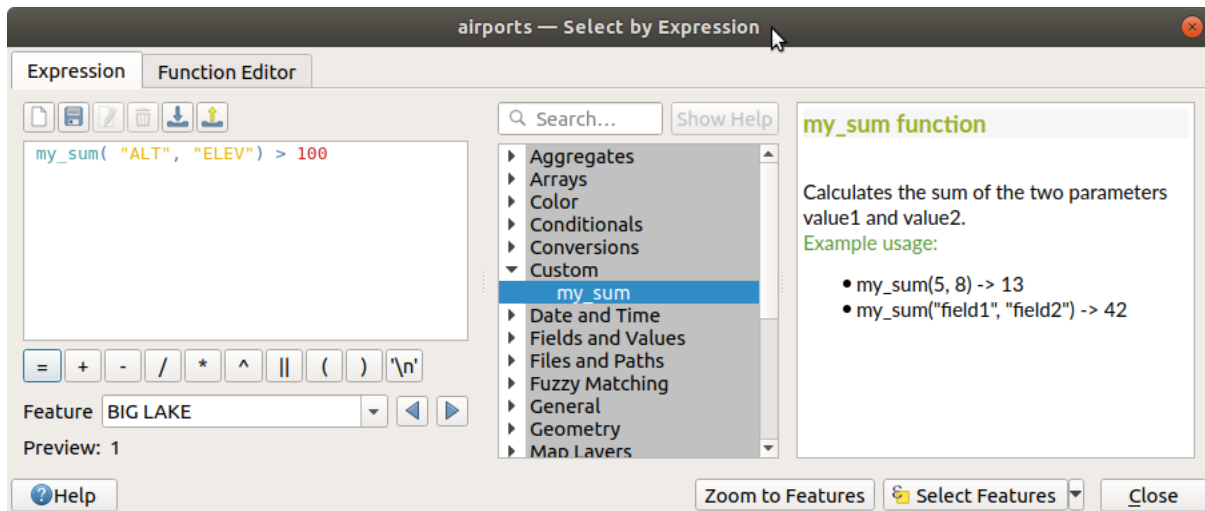 airports — Select by Expression
Expression
Function Editor
Search...
Show Help
my_sum( "ALT", "ELEV") > 100
Aggregates
Arrays
Color
Conditionals
Conversions
Custom
my_sum
Date and Time
Fields and Values
Files and Paths
Fuzzy Matching
General
Geometry
Map Layers
my_sum function
Calculates the sum of the two parameters
value1 and value2.
Example usage:
my_sum(5, 8) -> 13
my_sum("field1", "field2") -> 42
= + - / * ^ || ( ) '\n'
Feature BIG LAKE
Preview: 1
Help
Zoom to Features
Select Features
Close